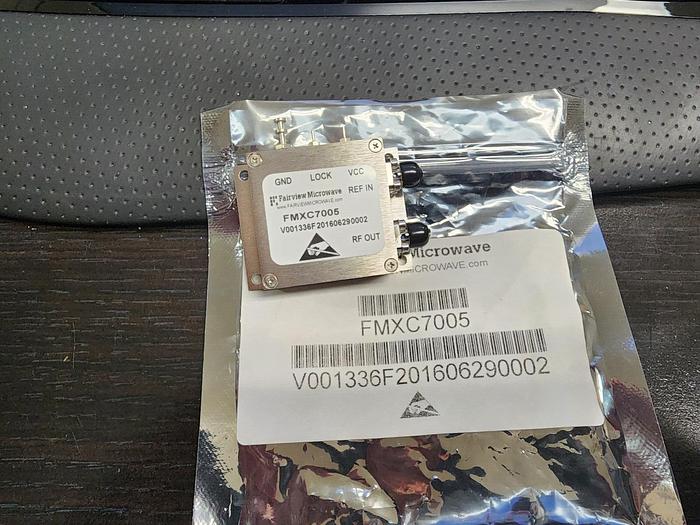 GND LOCK VCC
Fairview Microwave
www.FAIRVIEWMICROWAVE.com
REF IN
FMXC7005
V001336F201606290002
RF OUT
Microwave
MICROWAVE.com
FMXC7005
V001336F201606290002